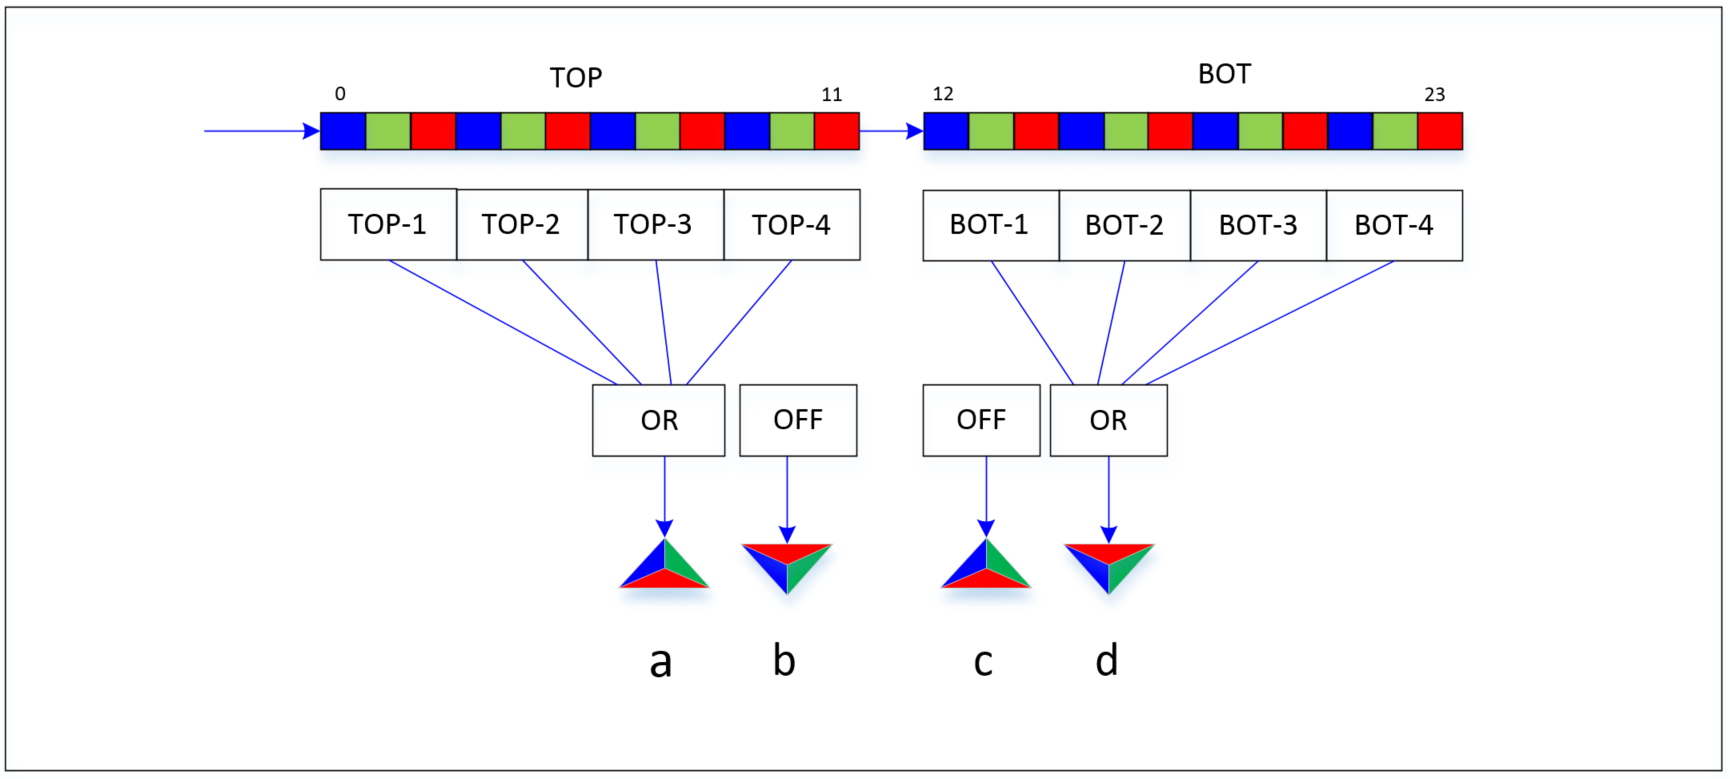 TOP
BOT
0
11
12
23
TOP-1
TOP-2
TOP-3
TOP-4
BOT-1
BOT-2
BOT-3
BOT-4
OR
OFF
OFF
OR
a
b
c
d